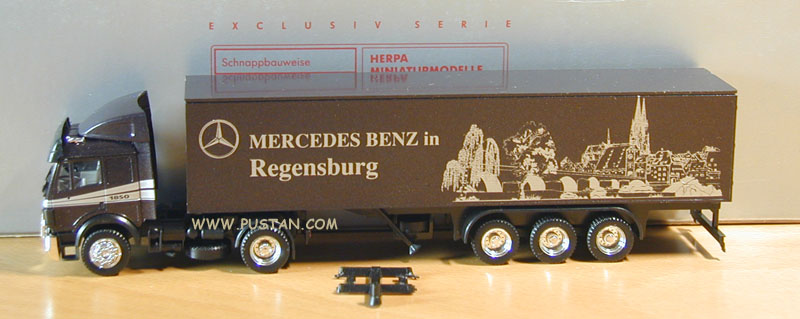 EXCLUSIV SERIE
Schnappbauweise
HERPA
MINIATURMODELLE
MERCEDES BENZ in
Regensburg
1850
WWW.PUSTAN.COM